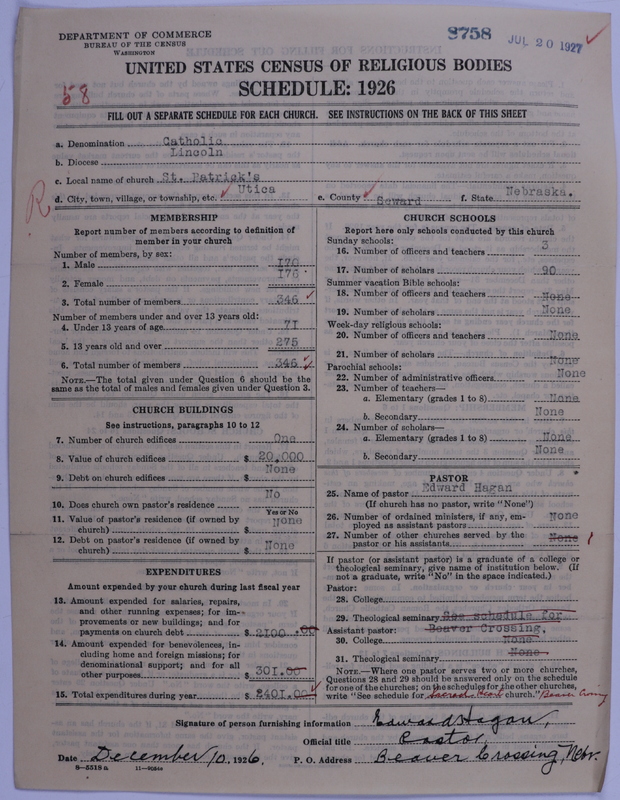 DEPARTMENT OF COMMERCE
BUREAU OF THE CENSUS
WASHINGTON
8758 JUL 20 1927
UNITED STATES CENSUS OF RELIGIOUS BODIES
SCHEDULE: 1926
58
FILL OUT A SEPARATE SCHEDULE FOR EACH CHURCH. SEE INSTRUCTIONS ON THE BACK OF THIS SHEET
a. Denomination Catholic
b. Diocese Lincoln
c. Local name of church St. Patrick's
R
d. City, town, village, or township, etc. Utica e. County Seward f. State Nebraska.
MEMBERSHIP
Report number of members according to definition of
member in your church
Number of members, by sex:
1. Male 170
2. Female 176
3. Total number of members 346
Number of members under and over 13 years old:
4. Under 13 years of age 71
5. 13 years old and over 275
6. Total number of members 346
NOTE.—The total given under Question 6 should be the
same as the total of males and females given under Question 3.
CHURCH BUILDINGS
See instructions, paragraphs 10 to 12
7. Number of church edifices One
8. Value of church edifices $ 20,000
9. Debt on church edifices $ None
10. Does church own pastor's residence No
Yes or No
11. Value of pastor's residence (if owned by
church) $ None
12. Debt on pastor's residence (if owned by
church) $ None
EXPENDITURES
Amount expended by your church during last fiscal year
13. Amount expended for salaries, repairs,
and other running expenses; for im-
provements or new buildings; and for
payments on church debt $ 2100.00
14. Amount expended for benevolences, in-
cluding home and foreign missions; for
denominational support; and for all
other purposes $ 301.00
15. Total expenditures during year $ 2401.00
CHURCH SCHOOLS
Report here only schools conducted by this church
Sunday schools:
16. Number of officers and teachers 3
17. Number of scholars 90
Summer vacation Bible schools:
18. Number of officers and teachers None
19. Number of scholars None
Week-day religious schools:
20. Number of officers and teachers None
21. Number of scholars None
Parochial schools:
22. Number of administrative officers None
23. Number of teachers—
a. Elementary (grades 1 to 8) None
b. Secondary None
24. Number of scholars—
a. Elementary (grades 1 to 8) None
b. Secondary None
PASTOR
25. Name of pastor Edward Hagan
(If church has no pastor, write "None")
26. Number of ordained ministers, if any, em-
ployed as assistant pastors None
27. Number of other churches served by the
pastor or his assistants None 1
If pastor (or assistant pastor) is a graduate of a college or
theological seminary, give name of institution below. (If
not a graduate, write "No" in the space indicated.)
Pastor:
28. College
29. Theological seminary See schedule for
Assistant pastor: Beaver Crossing.
30. College None
31. Theological seminary None
NOTE.—Where one pastor serves two or more churches,
Questions 28 and 29 should be answered only on the schedule
for one of the churches; on the schedules for the other churches,
write "See schedule for Sacred Heart church." Beaver Crossing
Signature of person furnishing information Edward Hagan,
Official title Pastor,
Date December 10, 1926. P. O. Address Beaver Crossing, Nebr.
8—5518a 11—9084a